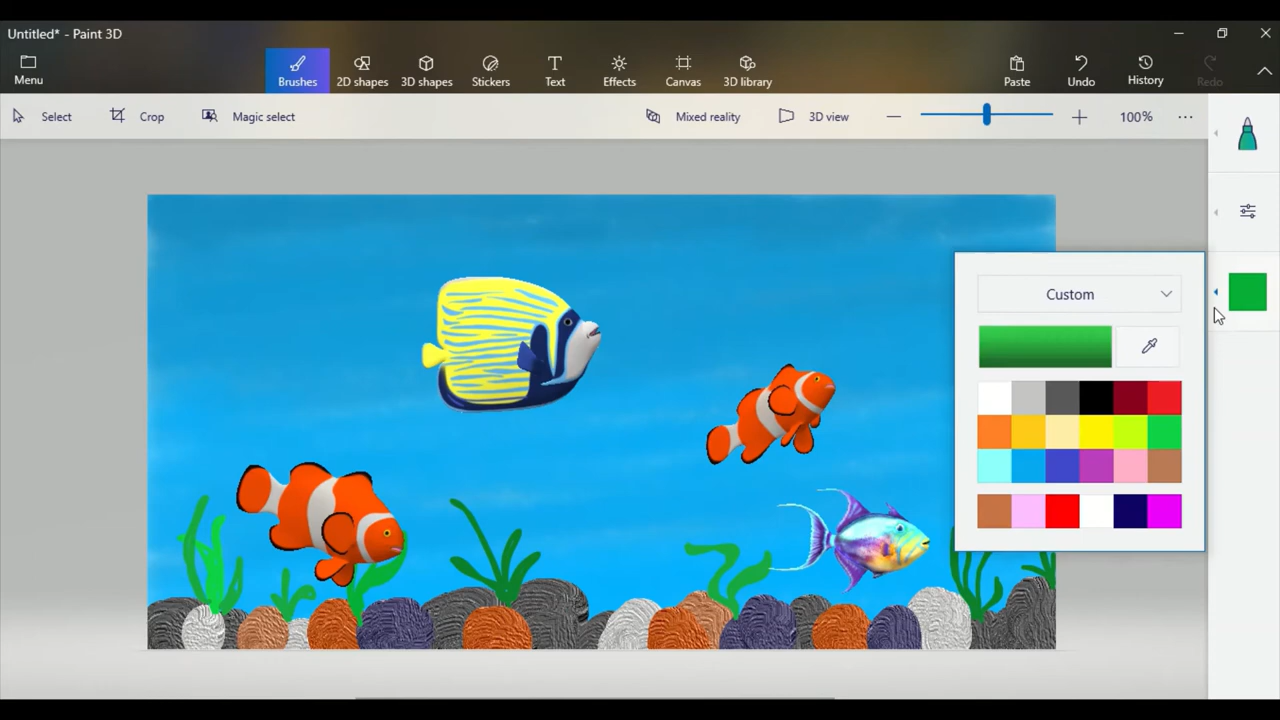 Untitled* - Paint 3D
Menu
Brushes
2D shapes
3D shapes
Stickers
Text
Effects
Canvas
3D library
Paste
Undo
History
Redo
Select
Crop
Magic select
Mixed reality
3D view
100%
Custom